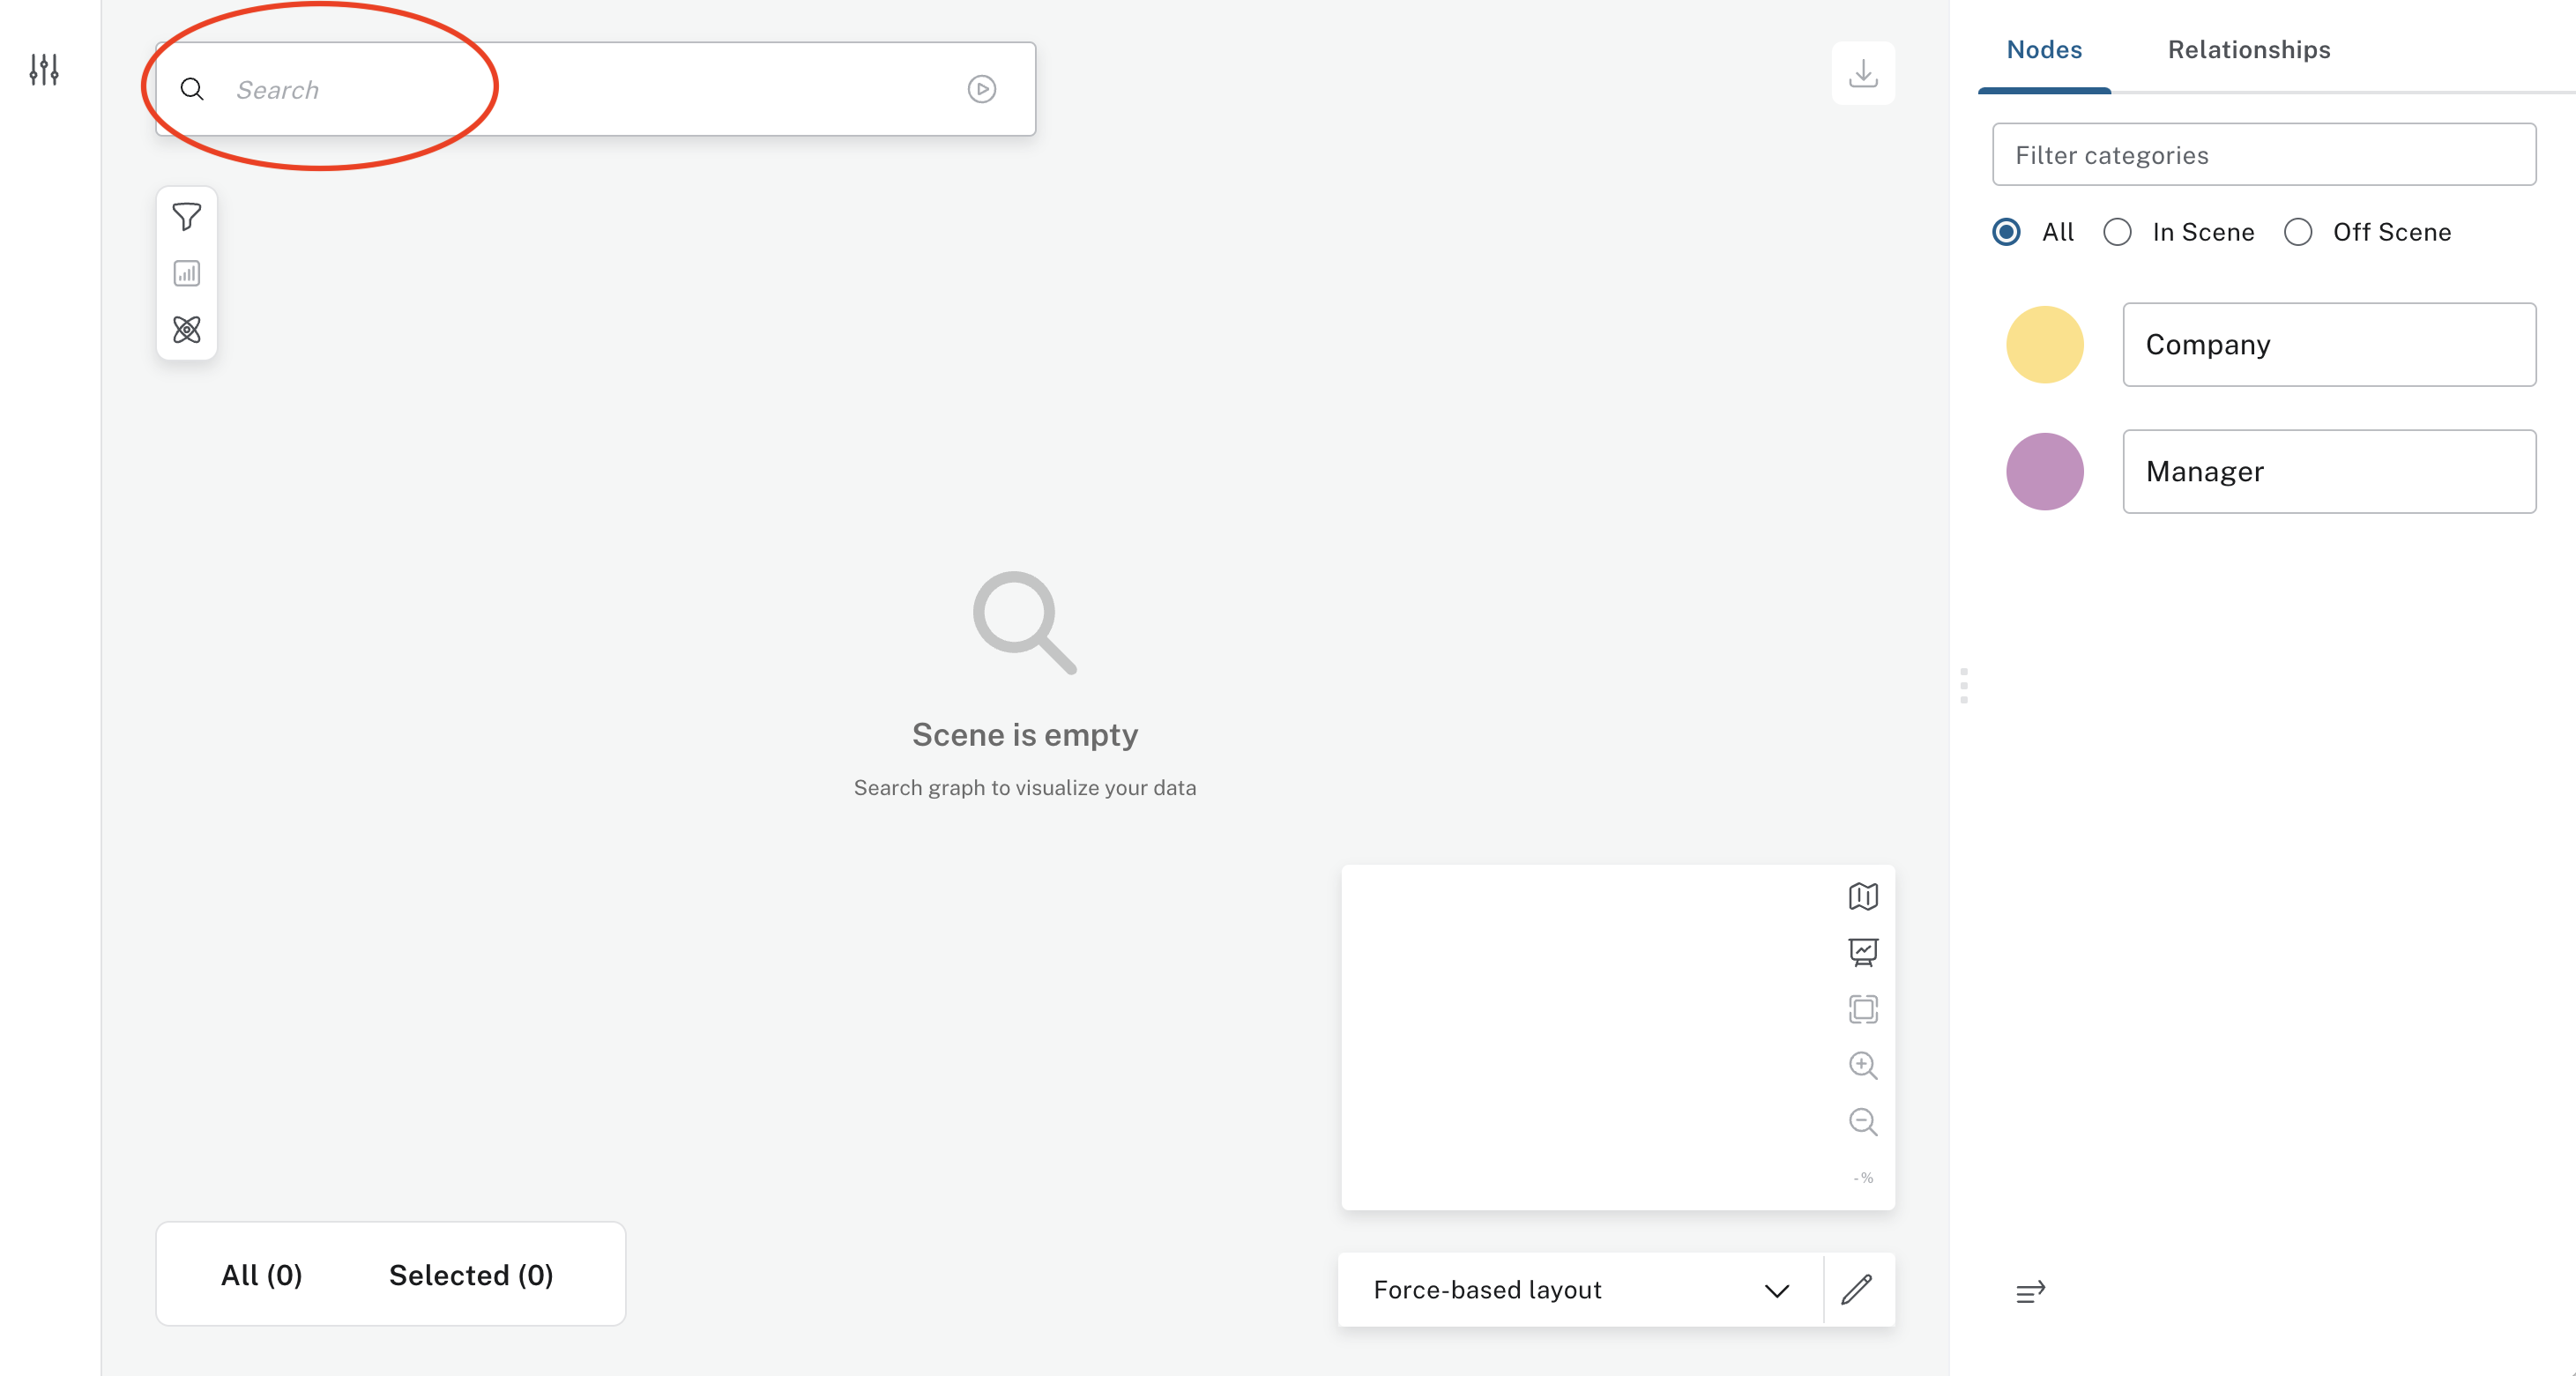 Search
Nodes Relationships
Filter categories
All In Scene Off Scene
Company
Manager
Scene is empty
Search graph to visualize your data
-%
All (0) Selected (0)
Force-based layout